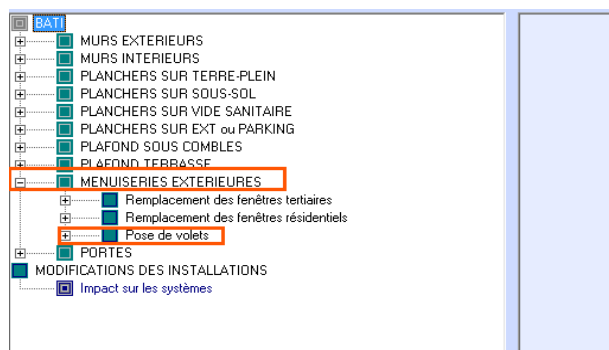 BATI
MURS EXTERIEURS
MURS INTERIEURS
PLANCHERS SUR TERRE-PLEIN
PLANCHERS SUR SOUS-SOL
PLANCHERS SUR VIDE SANITAIRE
PLANCHERS SUR EXT ou PARKING
PLAFOND SOUS COMBLES
PLAFOND TERRASSE
MENUISERIES EXTERIEURES
Remplacement des fenêtres tertiaires
Remplacement des fenêtres résidentiels
Pose de volets
PORTES
MODIFICATIONS DES INSTALLATIONS
Impact sur les systèmes